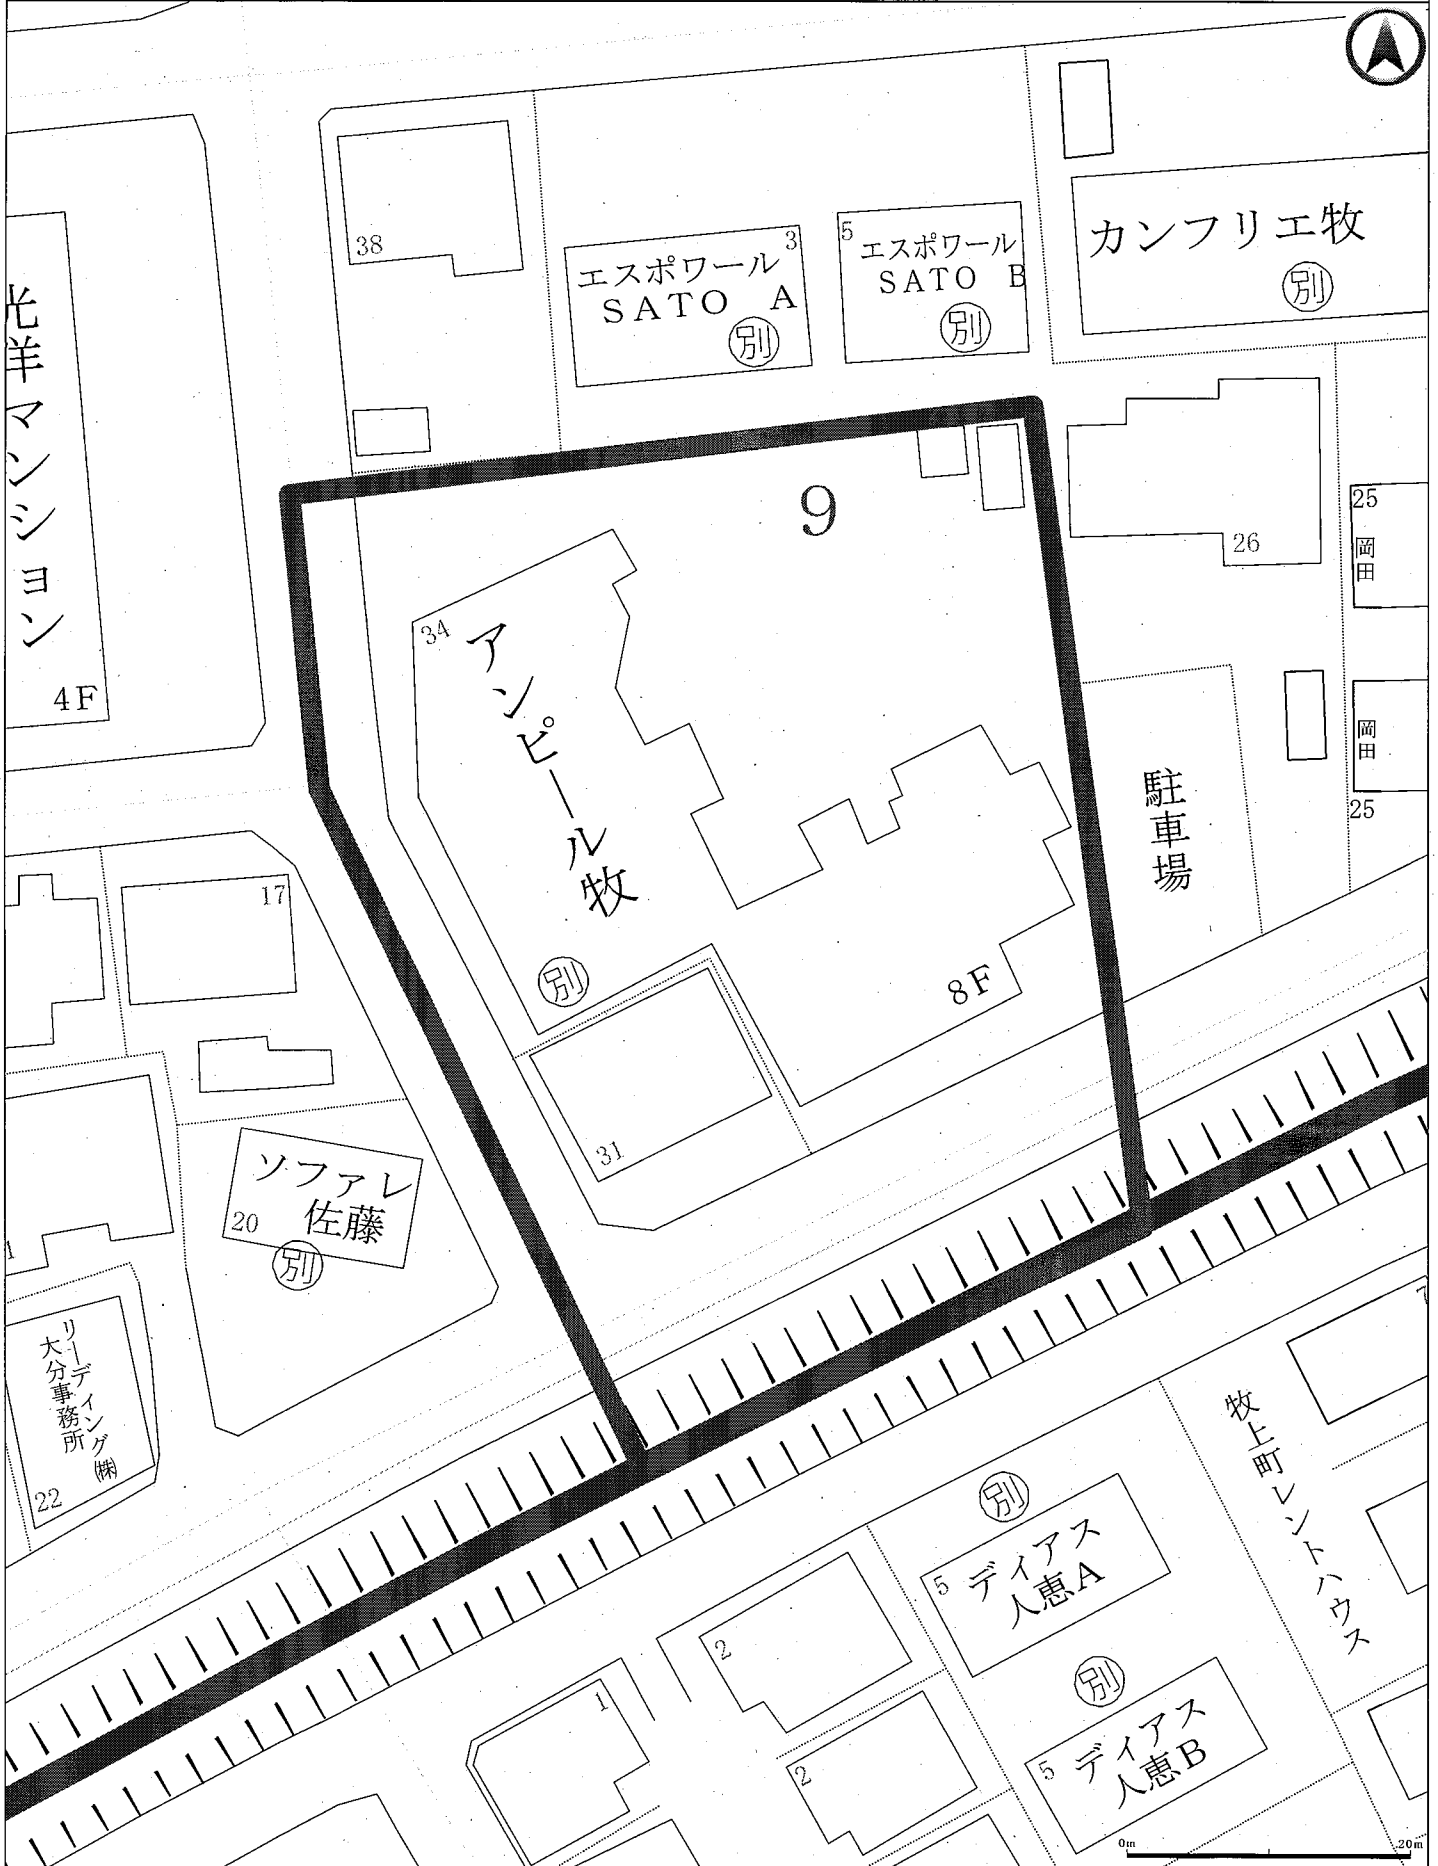 38
エスポワール
SATO A
3
別
5
エスポワール
SATO B
別
カンフリエ牧
別
光洋マンション
4F
9
34
アンピール牧
別
8F
26
25
岡田
岡田
25
駐車場
17
31
ソファレ
佐藤
20
別
リーディング㈱
大分事務所
22
別
5
ディアス
人恵A
別
5
ディアス
人恵B
牧上町レントハウス
7
2
2
1
1
0m
20m